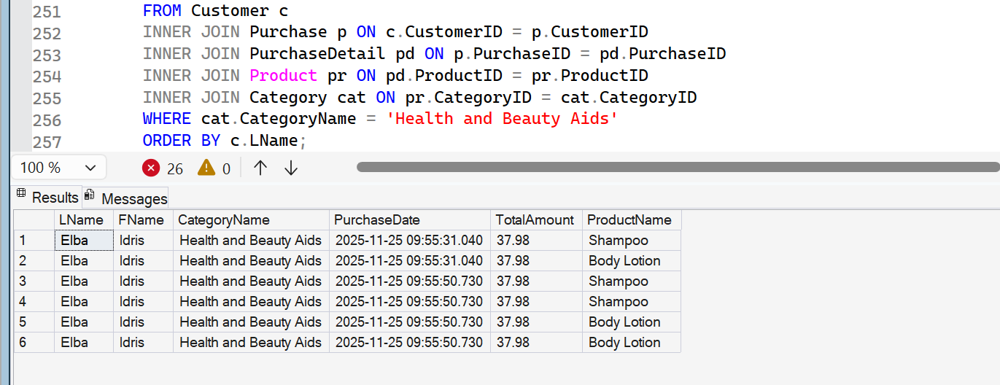 251 FROM Customer c
252 INNER JOIN Purchase p ON c.CustomerID = p.CustomerID
253 INNER JOIN PurchaseDetail pd ON p.PurchaseID = pd.PurchaseID
254 INNER JOIN Product pr ON pd.ProductID = pr.ProductID
255 INNER JOIN Category cat ON pr.CategoryID = cat.CategoryID
256 WHERE cat.CategoryName = 'Health and Beauty Aids'
257 ORDER BY c.LName;
100 % 26 0
Results Messages
LName FName CategoryName PurchaseDate TotalAmount ProductName
1 Elba Idris Health and Beauty Aids 2025-11-25 09:55:31.040 37.98 Shampoo
2 Elba Idris Health and Beauty Aids 2025-11-25 09:55:31.040 37.98 Body Lotion
3 Elba Idris Health and Beauty Aids 2025-11-25 09:55:50.730 37.98 Shampoo
4 Elba Idris Health and Beauty Aids 2025-11-25 09:55:50.730 37.98 Shampoo
5 Elba Idris Health and Beauty Aids 2025-11-25 09:55:50.730 37.98 Body Lotion
6 Elba Idris Health and Beauty Aids 2025-11-25 09:55:50.730 37.98 Body Lotion